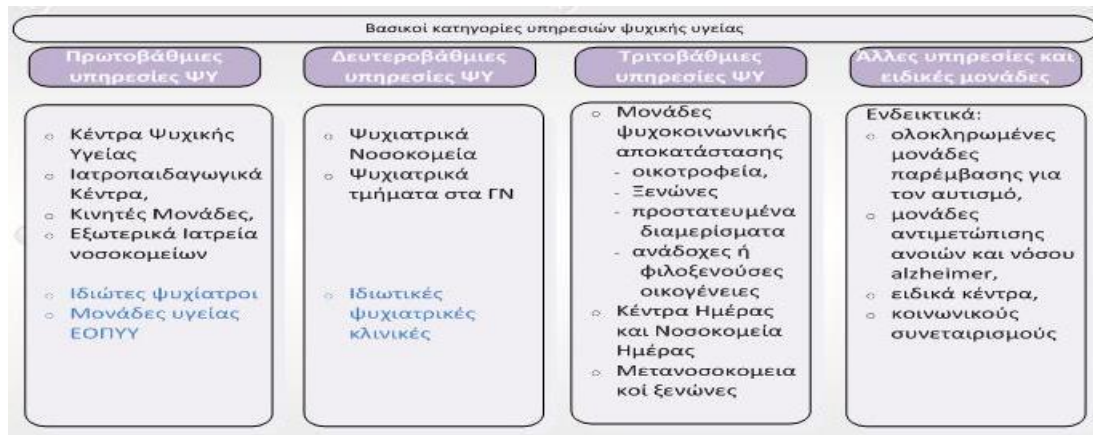 Βασικοί κατηγορίες υπηρεσιών ψυχικής υγείας
Πρωτοβάθμιες
υπηρεσίες ΨΥ
Δευτεροβάθμιες
υπηρεσίες ΨΥ
Τριτοβάθμιες
υπηρεσίες ΨΥ
Άλλες υπηρεσίες και
ειδικές μονάδες
Κέντρα Ψυχικής
Υγείας
Ιατροπαιδαγωγικά
Κέντρα,
Κινητές Μονάδες,
Εξωτερικά Ιατρεία
νοσοκομείων
Ιδιώτες ψυχίατροι
Μονάδες υγείας
ΕΟΠΥΥ
Ψυχιατρικά
Νοσοκομεία
Ψυχιατρικά
τμήματα στα ΓΝ
Ιδιωτικές
ψυχιατρικές
κλινικές
Μονάδες
ψυχοκοινωνικής
αποκατάστασης
- οικοτροφεία,
- Ξενώνες
- προστατευμένα
διαμερίσματα
- ανάδοχες ή
φιλοξενούσες
οικογένειες
Κέντρα Ημέρας
και Νοσοκομεία
Ημέρας
Μετανοσοκομεια
κοί ξενώνες
Ενδεικτικά:
ολοκληρωμένες
μονάδες
παρέμβασης για
τον αυτισμό,
μονάδες
αντιμετώπισης
ανοιών και νόσου
alzheimer,
ειδικά κέντρα,
κοινωνικούς
συνεταιρισμούς